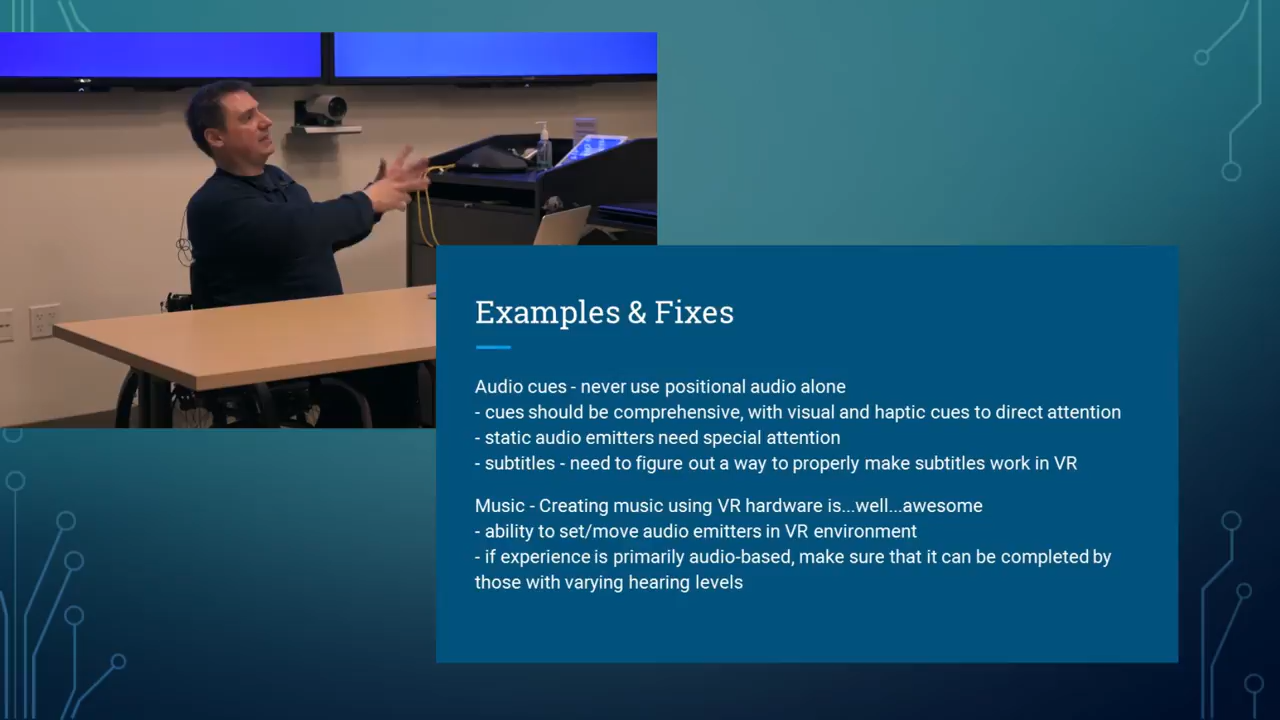 Examples & Fixes
Audio cues - never use positional audio alone
- cues should be comprehensive, with visual and haptic cues to direct attention
- static audio emitters need special attention
- subtitles - need to figure out a way to properly make subtitles work in VR
Music - Creating music using VR hardware is...well...awesome
- ability to set/move audio emitters in VR environment
- if experience is primarily audio-based, make sure that it can be completed by
those with varying hearing levels